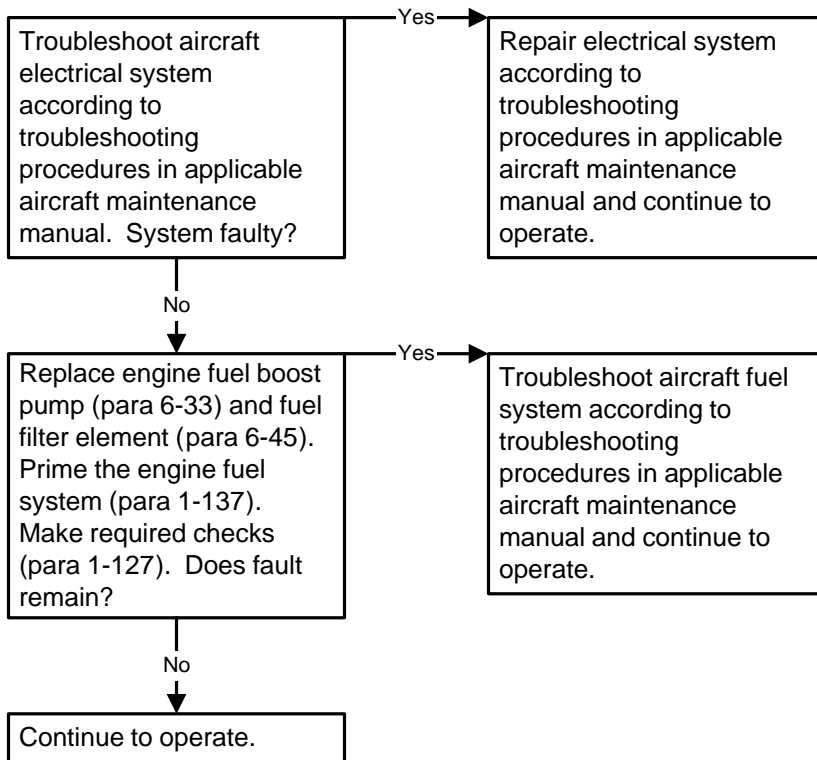 Troubleshoot aircraft
electrical system
according to
troubleshooting
procedures in applicable
aircraft maintenance
manual.  System faulty?
Yes
Repair electrical system
according to
troubleshooting
procedures in applicable
aircraft maintenance
manual and continue to
operate.
No
Replace engine fuel boost
pump (para 6-33) and fuel
filter element (para 6-45).
Prime the engine fuel
system (para 1-137).
Make required checks
(para 1-127).  Does fault
remain?
Yes
Troubleshoot aircraft fuel
system according to
troubleshooting
procedures in applicable
aircraft maintenance
manual and continue to
operate.
No
Continue to operate.